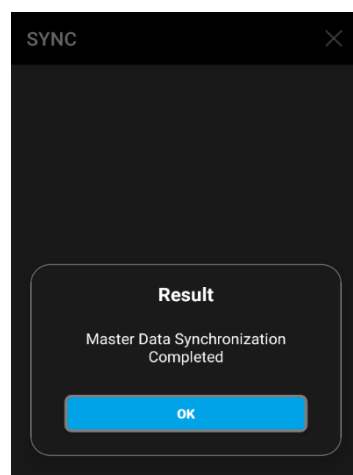 SYNC
Result
Master Data Synchronization
Completed
OK